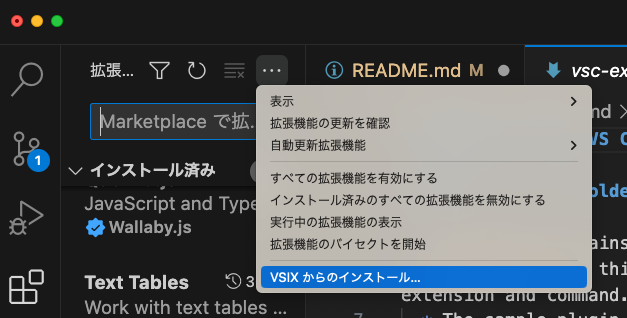 拡張...
README.md M
vsc-ex
Marketplace で拡...
表示
拡張機能の更新を確認
自動更新拡張機能
すべての拡張機能を有効にする
インストール済みのすべての拡張機能を無効にする
実行中の拡張機能の表示
拡張機能のバイセクトを開始
VSIX からのインストール...
md
VS C
インストール済み
1
JavaScript and Type
Wallaby.js
Text Tables
3
Work with text tables ...
olde
ains
thi
extension and command.
7
The sample plugin